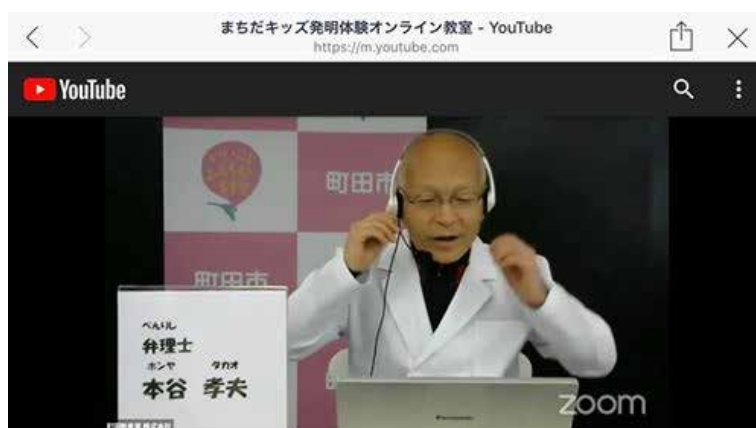 まちだキッズ発明体験オンライン教室 - YouTube
https://m.youtube.com
YouTube
町田市
町田市
べんりし
弁理士
ホンヤ タカオ
本谷 孝夫
Panasonic
zoom